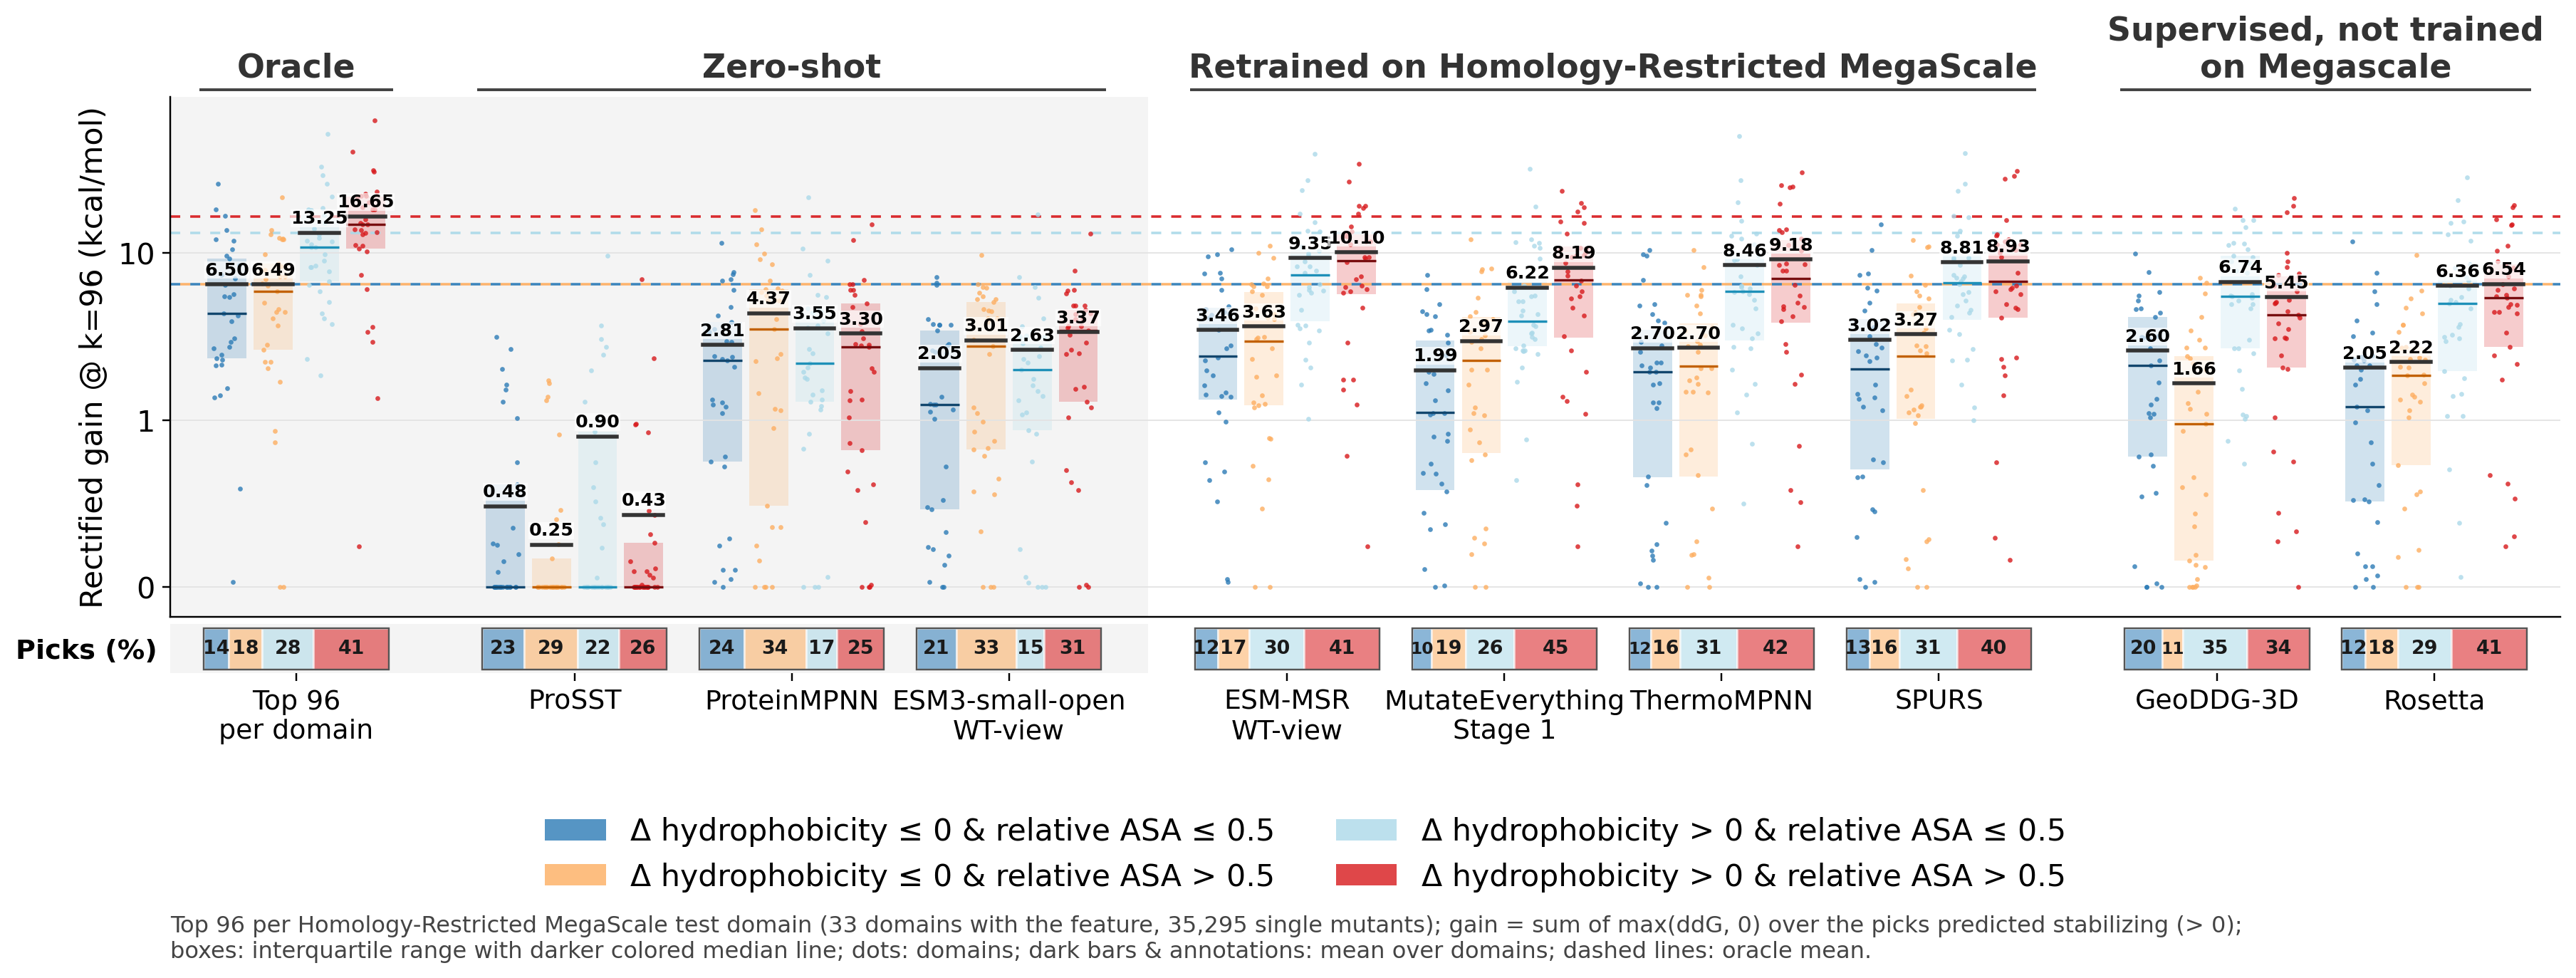 Oracle
Zero-shot
Retrained on Homology-Restricted MegaScale
Supervised, not trained
on Megascale
Rectified gain @ k=96 (kcal/mol)
10
1
0
6.50 6.49 13.25 16.65
0.48 0.25 0.90 0.43
2.81 4.37 3.55 3.30
2.05 3.01 2.63 3.37
3.46 3.63 9.35 10.10
1.99 2.97 6.22 8.19
2.70 2.70 8.46 9.18
3.02 3.27 8.81 8.93
2.60 1.66 6.74 5.45
2.05 2.22 6.36 6.54
Picks (%)
14 18 28 41
23 29 22 26
24 34 17 25
21 33 15 31
12 17 30 41
10 19 26 45
12 16 31 42
13 16 31 40
20 11 35 34
12 18 29 41
Top 96
per domain
ProSST
ProteinMPNN
ESM3-small-open
WT-view
ESM-MSR
WT-view
MutateEverything
Stage 1
ThermoMPNN
SPURS
GeoDDG-3D
Rosetta
Δ hydrophobicity ≤ 0 & relative ASA ≤ 0.5
Δ hydrophobicity ≤ 0 & relative ASA > 0.5
Δ hydrophobicity > 0 & relative ASA ≤ 0.5
Δ hydrophobicity > 0 & relative ASA > 0.5
Top 96 per Homology-Restricted MegaScale test domain (33 domains with the feature, 35,295 single mutants); gain = sum of max(ddG, 0) over the picks predicted stabilizing (> 0);
boxes: interquartile range with darker colored median line; dots: domains; dark bars & annotations: mean over domains; dashed lines: oracle mean.